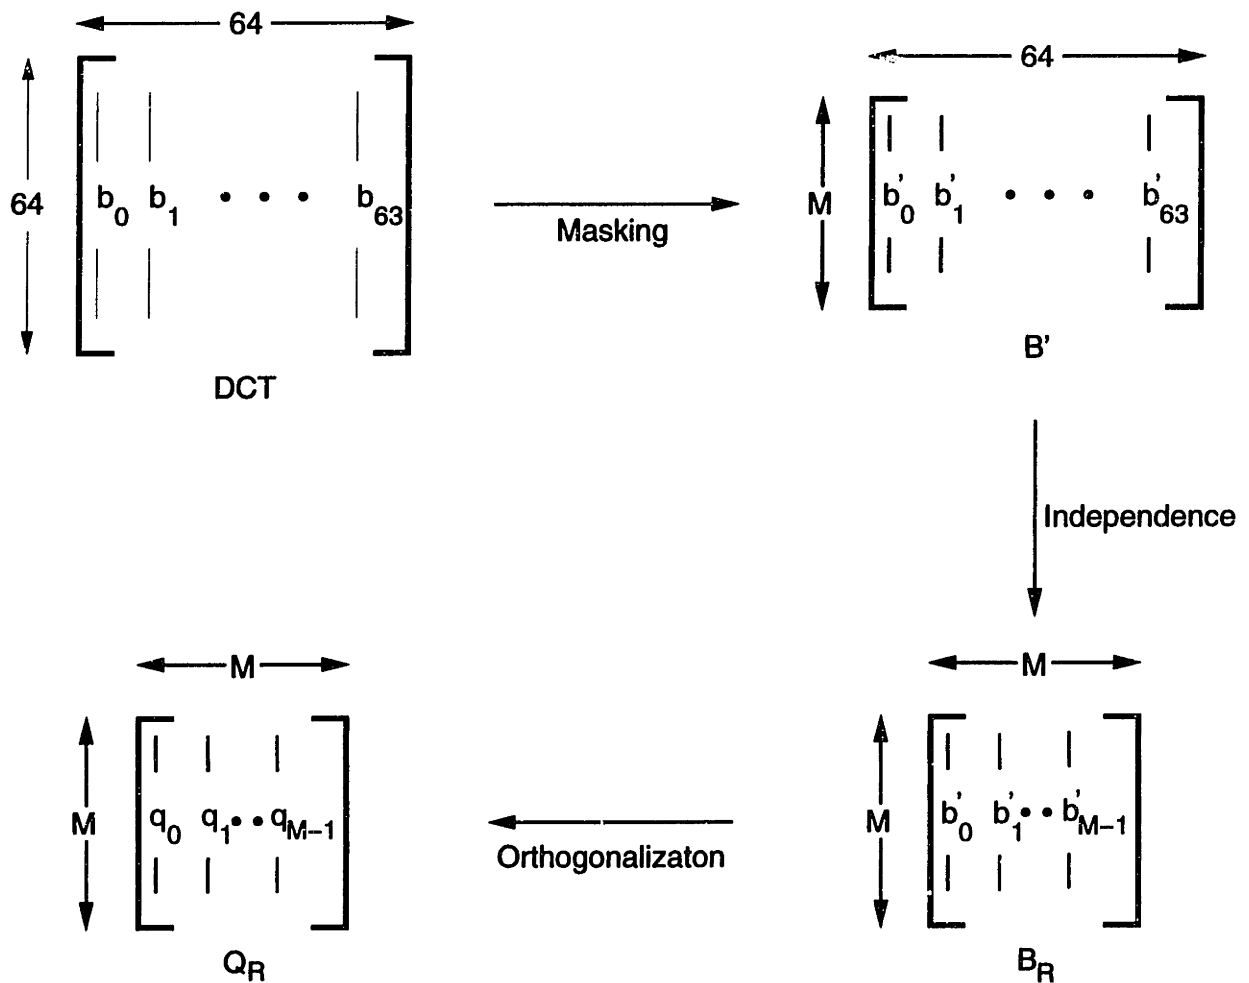 64
64
64
b0 b1 • • • b63
M
b'0 b'1 • • • b'63
Masking
B'
DCT
Independence
M
M
M
q0 q1 • • qM–1
M
b'0 b'1 • • b'M–1
Orthogonalizaton
QR
BR